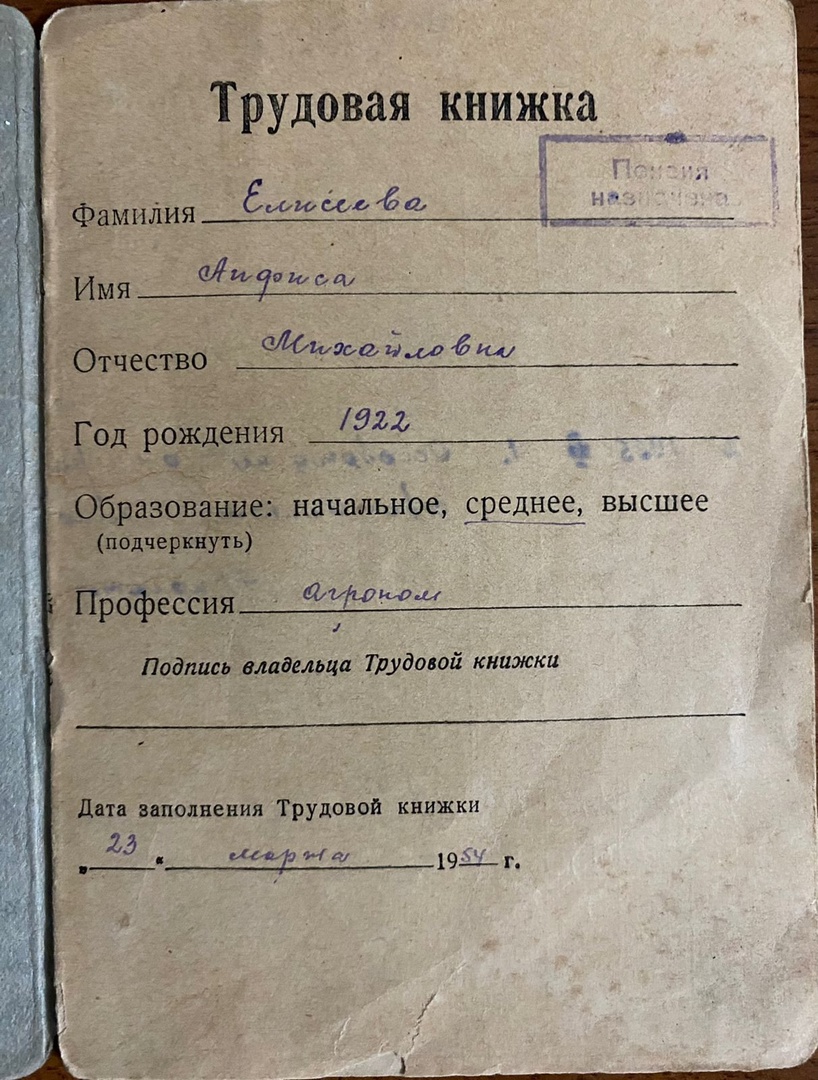 Трудовая книжка
Пенсия
назначена
Фамилия Елисеева
Имя Анфиса
Отчество Михайловна
Год рождения 1922
Образование: начальное, среднее, высшее
(подчеркнуть)
Профессия агроном
Подпись владельца Трудовой книжки
Дата заполнения Трудовой книжки
„23“ марта 1954 г.